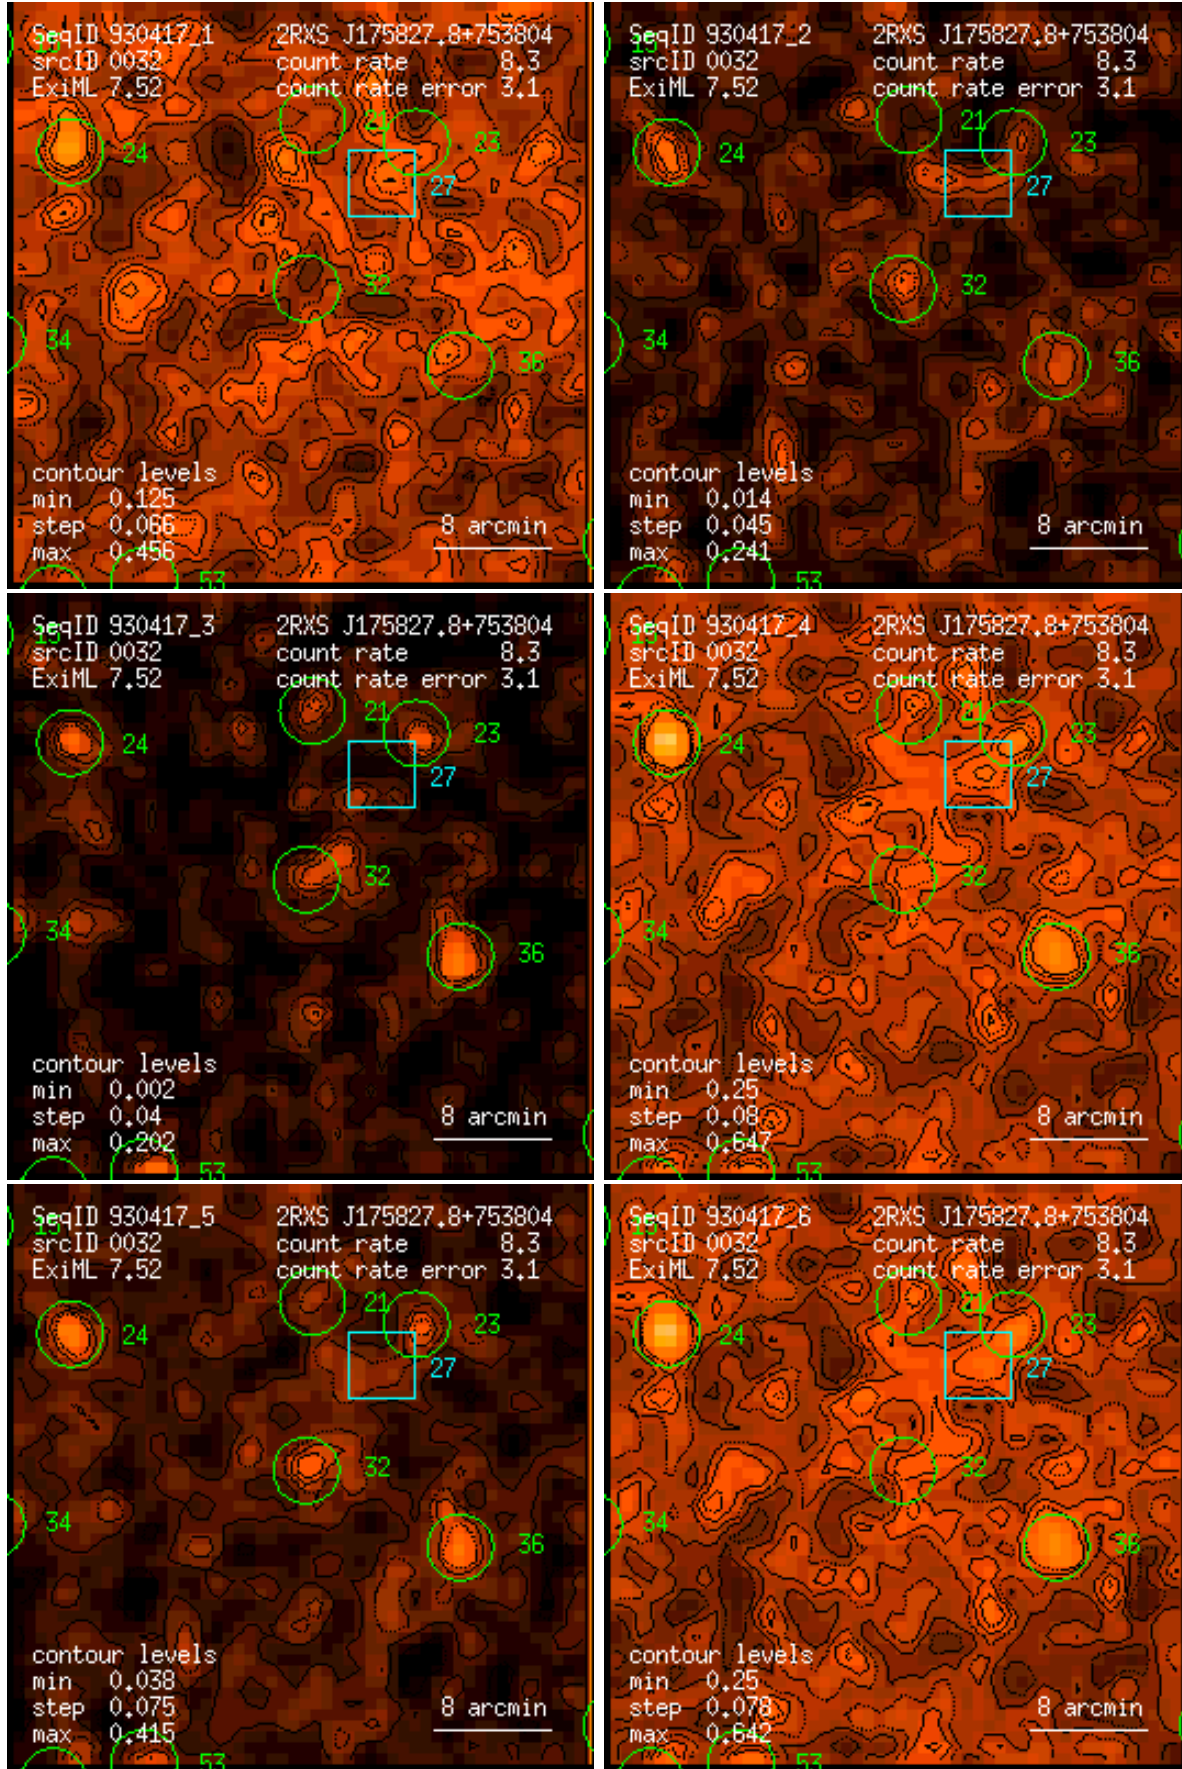 SeqID 930417_1 2RXS J175827.8+753804
srcID 0032 count rate 8.3
ExiML 7.52 count rate error 3.1
15
21
23
24
27
32
34
36
contour levels
min 0.125
step 0.066
max 0.456
8 arcmin
53
SeqID 930417_2 2RXS J175827.8+753804
srcID 0032 count rate 8.3
ExiML 7.52 count rate error 3.1
15
21
23
24
27
32
34
36
contour levels
min 0.014
step 0.045
max 0.241
8 arcmin
53
SeqID 930417_3 2RXS J175827.8+753804
srcID 0032 count rate 8.3
ExiML 7.52 count rate error 3.1
15
21
23
24
27
32
34
36
contour levels
min 0.002
step 0.04
max 0.202
8 arcmin
53
SeqID 930417_4 2RXS J175827.8+753804
srcID 0032 count rate 8.3
ExiML 7.52 count rate error 3.1
15
21
23
24
27
32
34
36
contour levels
min 0.25
step 0.08
max 0.647
8 arcmin
53
SeqID 930417_5 2RXS J175827.8+753804
srcID 0032 count rate 8.3
ExiML 7.52 count rate error 3.1
15
21
23
24
27
32
34
36
contour levels
min 0.038
step 0.075
max 0.415
8 arcmin
53
SeqID 930417_6 2RXS J175827.8+753804
srcID 0032 count rate 8.3
ExiML 7.52 count rate error 3.1
15
21
23
24
27
32
34
36
contour levels
min 0.25
step 0.078
max 0.642
8 arcmin
53